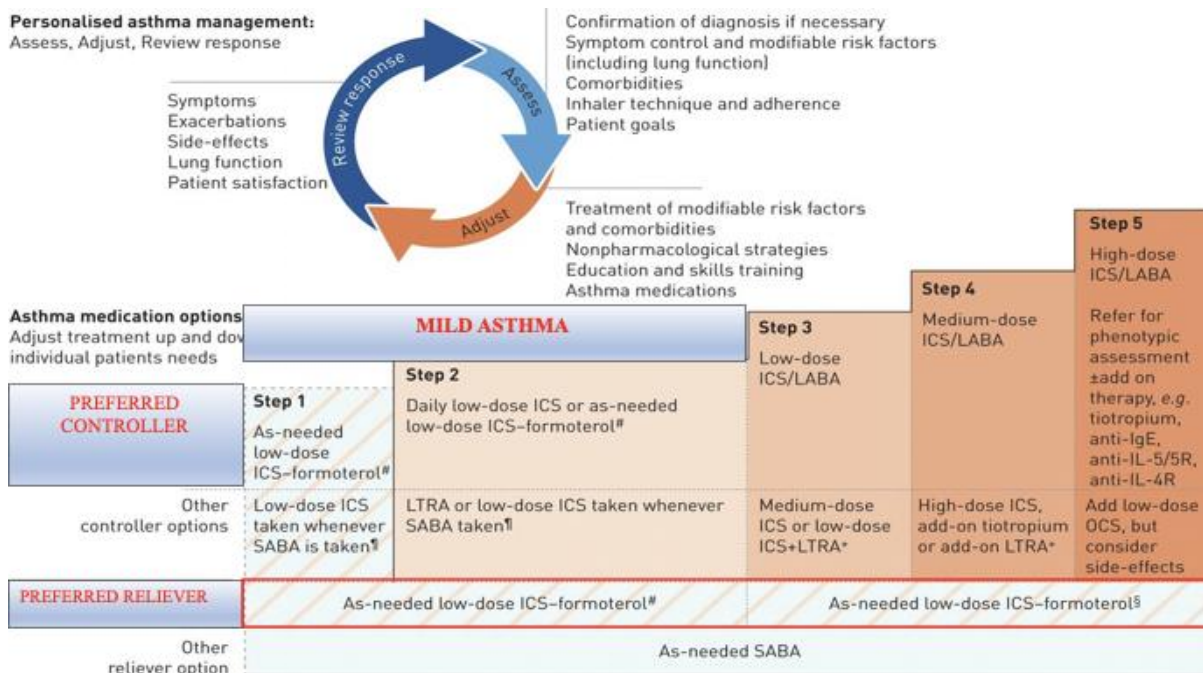 Personalised asthma management:
Assess, Adjust, Review response
Symptoms
Exacerbations
Side-effects
Lung function
Patient satisfaction
Review response
Assess
Adjust
Confirmation of diagnosis if necessary
Symptom control and modifiable risk factors
(including lung function)
Comorbidities
Inhaler technique and adherence
Patient goals
Treatment of modifiable risk factors
and comorbidities
Nonpharmacological strategies
Education and skills training
Asthma medications
Asthma medication options
Adjust treatment up and dow
individual patients needs
MILD ASTHMA
PREFERRED
CONTROLLER
Step 1
As-needed
low-dose
ICS–formoterol#
Step 2
Daily low-dose ICS or as-needed
low-dose ICS–formoterol#
Step 3
Low-dose
ICS/LABA
Step 4
Medium-dose
ICS/LABA
Step 5
High-dose
ICS/LABA
Refer for
phenotypic
assessment
±add on
therapy, e.g.
tiotropium,
anti-IgE,
anti-IL-5/5R,
anti-IL-4R
Other
controller options
Low-dose ICS
taken whenever
SABA is taken¶
LTRA or low-dose ICS taken whenever
SABA taken¶
Medium-dose
ICS or low-dose
ICS+LTRA+
High-dose ICS,
add-on tiotropium
or add-on LTRA+
Add low-dose
OCS, but
consider
side-effects
PREFERRED RELIEVER
As-needed low-dose ICS–formoterol#
As-needed low-dose ICS–formoterol§
Other
reliever option
As-needed SABA